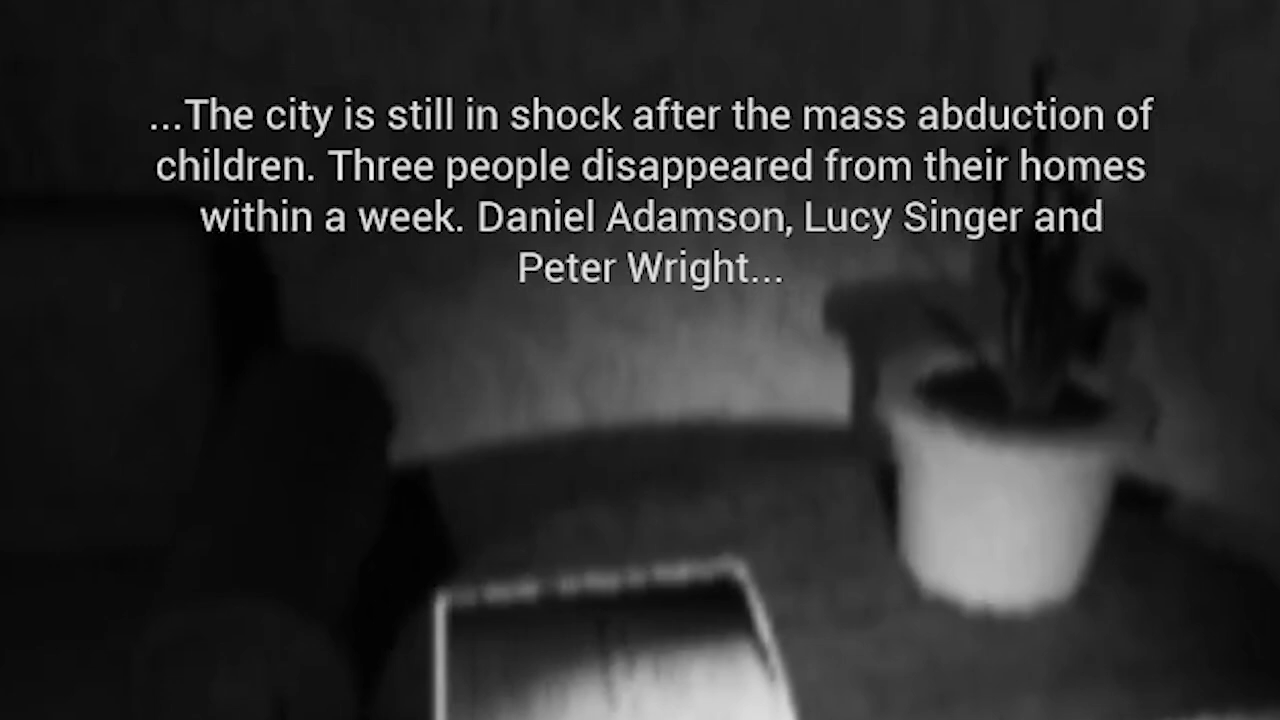 ...The city is still in shock after the mass abduction of
children. Three people disappeared from their homes
within a week. Daniel Adamson, Lucy Singer and
Peter Wright...